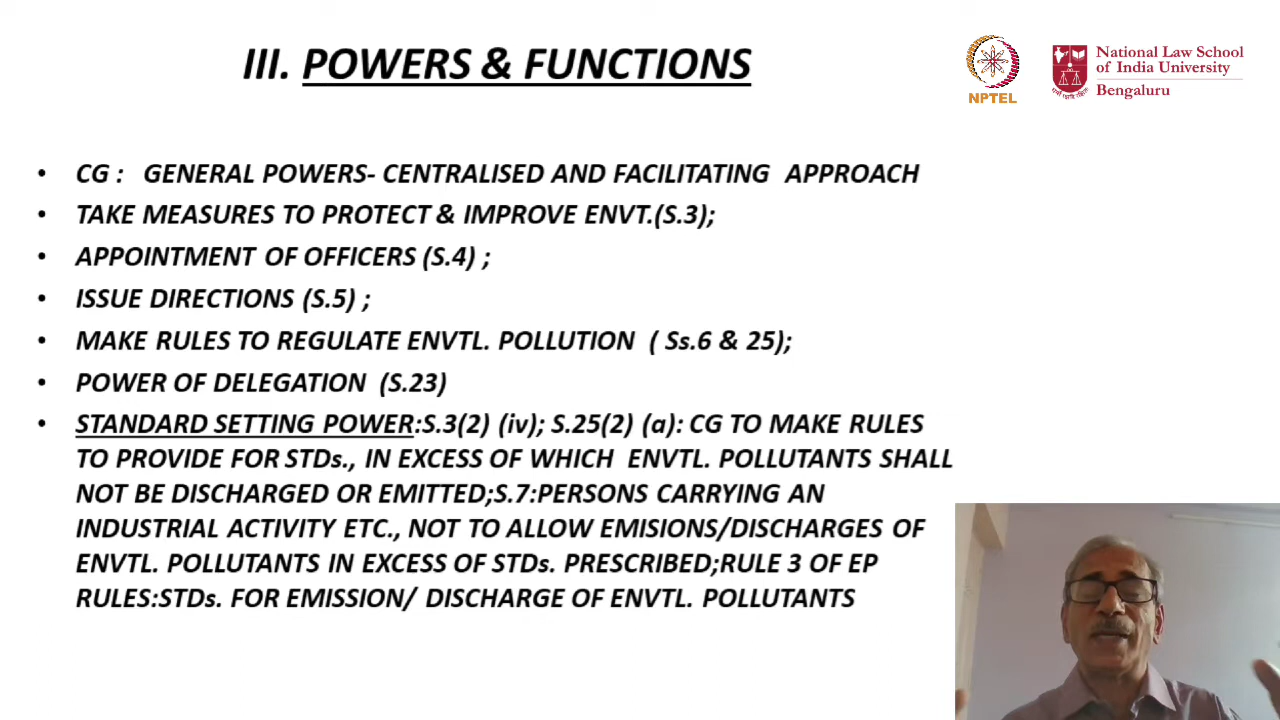 III. POWERS & FUNCTIONS
NPTEL
National Law School
of India University
Bengaluru
• CG : GENERAL POWERS- CENTRALISED AND FACILITATING APPROACH
• TAKE MEASURES TO PROTECT & IMPROVE ENVT.(S.3);
• APPOINTMENT OF OFFICERS (S.4) ;
• ISSUE DIRECTIONS (S.5) ;
• MAKE RULES TO REGULATE ENVTL. POLLUTION ( Ss.6 & 25);
• POWER OF DELEGATION (S.23)
• STANDARD SETTING POWER:S.3(2) (iv); S.25(2) (a): CG TO MAKE RULES
TO PROVIDE FOR STDs., IN EXCESS OF WHICH ENVTL. POLLUTANTS SHALL
NOT BE DISCHARGED OR EMITTED;S.7:PERSONS CARRYING AN
INDUSTRIAL ACTIVITY ETC., NOT TO ALLOW EMISIONS/DISCHARGES OF
ENVTL. POLLUTANTS IN EXCESS OF STDs. PRESCRIBED;RULE 3 OF EP
RULES:STDs. FOR EMISSION/ DISCHARGE OF ENVTL. POLLUTANTS